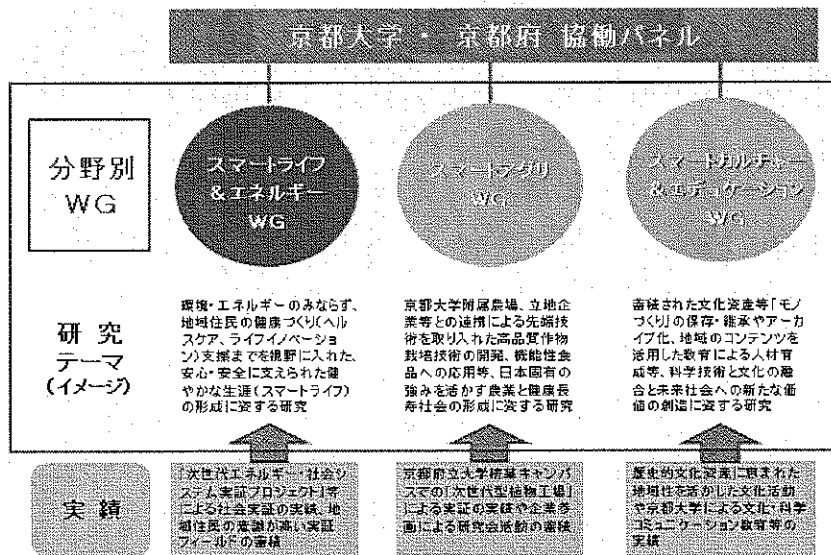 京都大学・京都府 協働パネル
分野別
WG
スマートライフ
&エネルギー
WG
スマートアグリ
WG
スマートカルチャー
&エデュケーション
WG
研 究
テーマ
(イメージ)
環境・エネルギーのみならず、
地域住民の健康づくり(ヘル
スケア、ライフイノベーショ
ン)支援までを視野に入れた、
安心・安全に支えられた健
やかな生涯(スマートライフ)
の形成に資する研究
京都大学附属農場、立地企
業等との連携による先端技
術を取り入れた高品質作物
栽培技術の開発、機能性食
品への応用等、日本固有の
強みを活かす農業と健康長
寿社会の形成に資する研究
蓄積された文化資産等「モノ
づくり」の保存・継承やアーカ
イブ化、地域のコンテンツを
活用した教育による人材育
成等、科学技術と文化の融
合と未来社会への新たな価
値の創造に資する研究
実 績
「次世代エネルギー・社会シ
ステム実証プロジェクト」等
による社会実証の実績、地
域住民の意識が高い実証
フィールドの蓄積
京都府立大学精華キャンパ
スでの「次世代型植物工場」
による実証の実績や企業参
画による研究会活動の蓄積
歴史的文化資産に恵まれた
地域性を活かした文化活動
や京都大学による文化・科学
コミュニケーション教育等の
実績